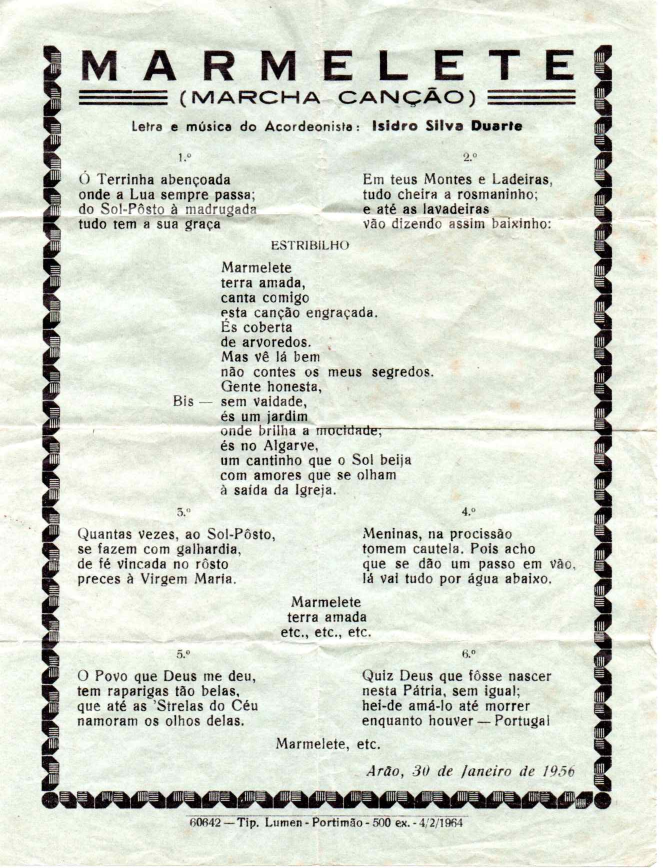 MARMELETE
(MARCHA CANÇÃO)
Letra e música do Acordeonista: Isidro Silva Duarte
1.º
Ó Terrinha abençoada
onde a Lua sempre passa;
do Sol-Pôsto à madrugada
tudo tem a sua graça
2.º
Em teus Montes e Ladeiras,
tudo cheira a rosmaninho;
e até as lavadeiras
vão dizendo assim baixinho:
ESTRIBILHO
Marmelete
terra amada,
canta comigo
esta canção engraçada.
És coberta
de arvoredos.
Mas vê lá bem
não contes os meus segredos.
Gente honesta,
Bis — sem vaidade,
és um jardim
onde brilha a mocidade;
és no Algarve,
um cantinho que o Sol beija
com amores que se olham
à saída da Igreja.
3.º
Quantas vezes, ao Sol-Pôsto,
se fazem com galhardia,
de fé vincada no rôsto
preces à Virgem Maria.
4.º
Meninas, na procissão
tomem cautela. Pois acho
que se dão um passo em vão,
lá vai tudo por água abaixo.
Marmelete
terra amada
etc., etc., etc.
5.º
O Povo que Deus me deu,
tem raparigas tão belas,
que até as 'Strelas do Céu
namoram os olhos delas.
6.º
Quiz Deus que fôsse nascer
nesta Pátria, sem igual;
hei-de amá-lo até morrer
enquanto houver — Portugal
Marmelete, etc.
Arão, 30 de Janeiro de 1956
60642 — Tip. Lumen - Portimão - 500 ex. - 4/2/1964